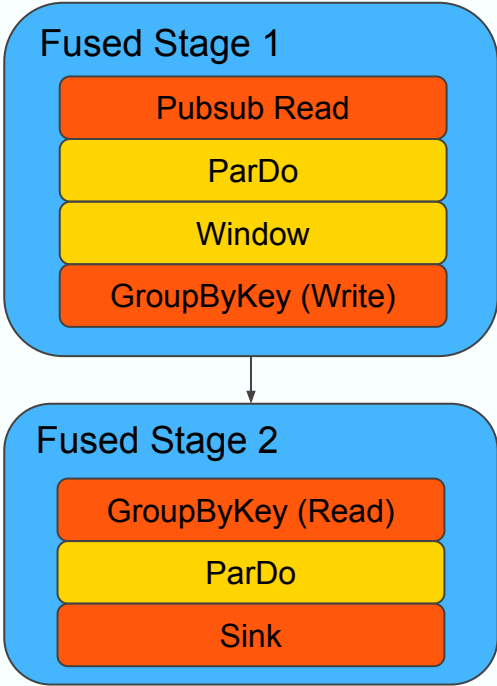 Fused Stage 1
Pubsub Read
ParDo
Window
GroupByKey (Write)
Fused Stage 2
GroupByKey (Read)
ParDo
Sink